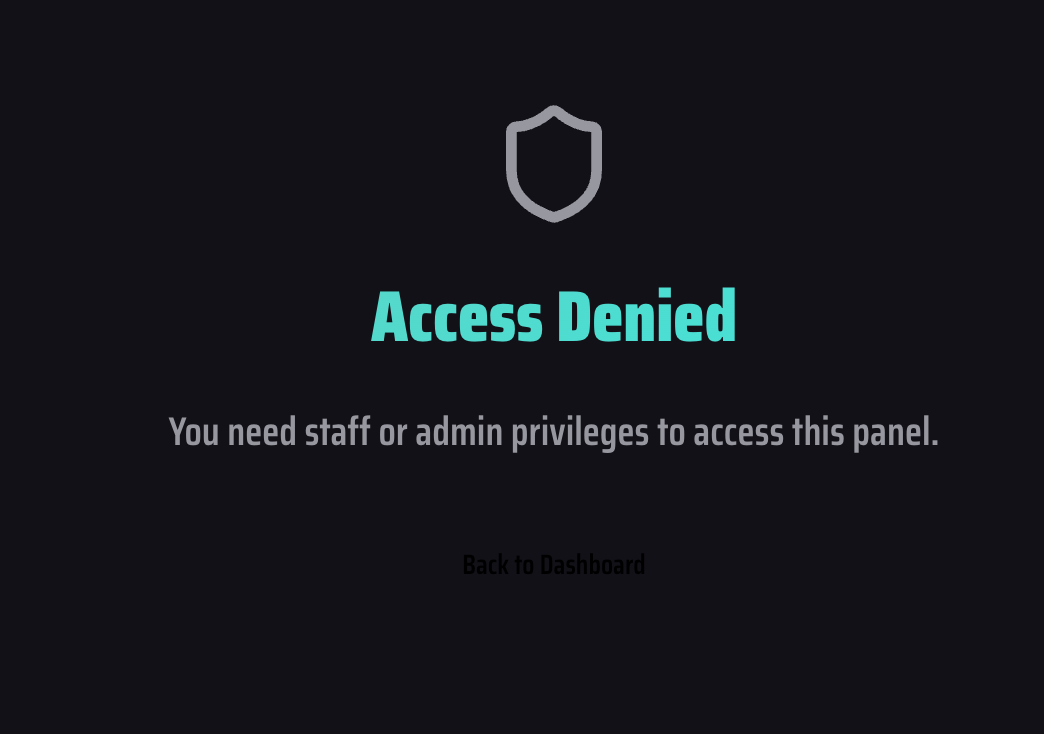 Access Denied
You need staff or admin privileges to access this panel.
Back to Dashboard